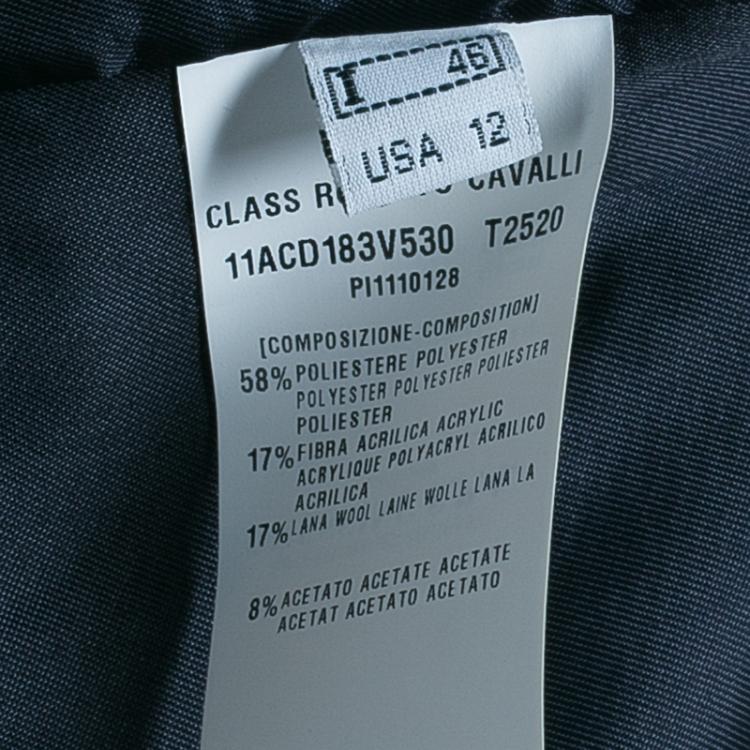 I 46
USA 12
CLASS CAVALLI
11ACD183V530 T2520
PI1110128
[COMPOSIZIONE-COMPOSITION]
58% POLIESTERE POLYESTER
POLYESTER POLYESTER POLIESTER
POLIESTER
17% FIBRA ACRILICA ACRYLIC
ACRYLIQUE POLYACRYL ACRILICO
ACRILICA
17% LANA WOOL LAINE WOLLE LANA LA
8% ACETATO ACETATE ACETATE
ACETAT ACETATO ACETATO